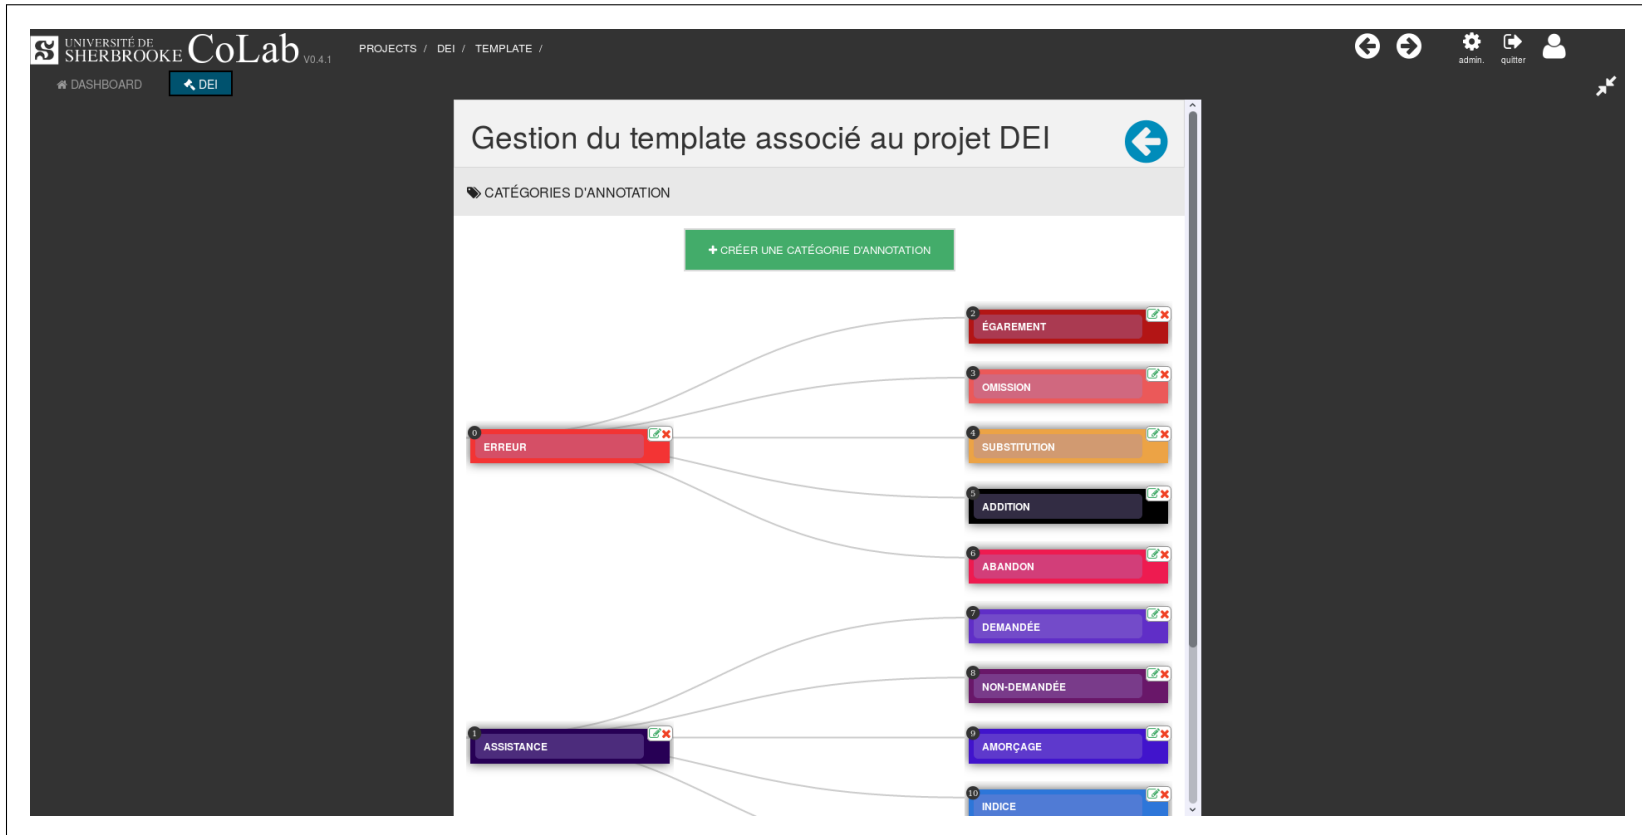 UNIVERSITÉ DE
SHERBROOKE CoLab V0.4.1
PROJECTS / DEI / TEMPLATE /
admin. quitter
DASHBOARD DEI
Gestion du template associé au projet DEI
CATÉGORIES D'ANNOTATION
+ CRÉER UNE CATÉGORIE D'ANNOTATION
2
ÉGAREMENT
3
OMISSION
0
ERREUR
4
SUBSTITUTION
5
ADDITION
6
ABANDON
7
DEMANDÉE
8
NON-DEMANDÉE
1
ASSISTANCE
9
AMORÇAGE
10
INDICE